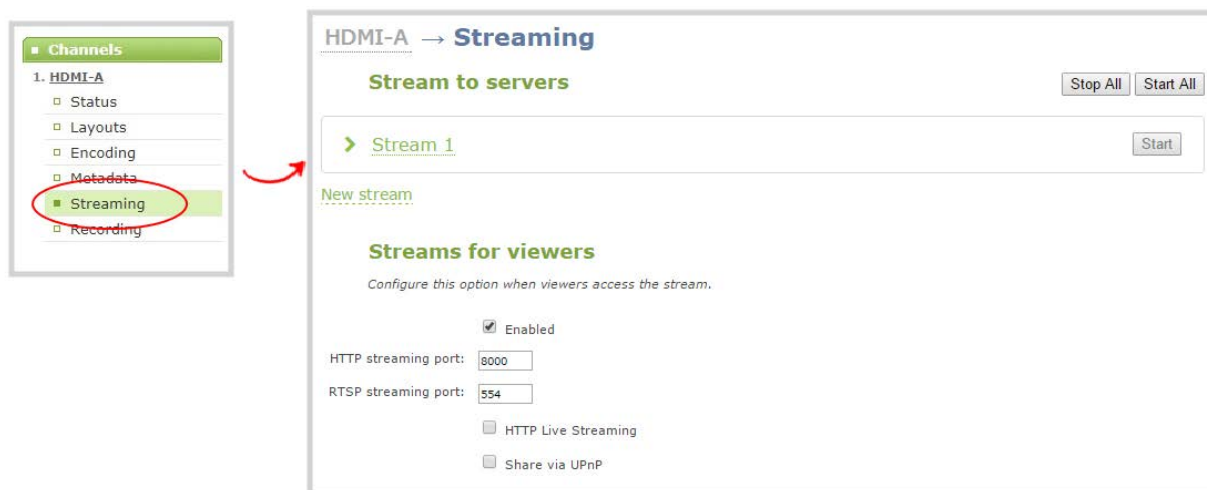 Channels
1. HDMI-A
Status
Layouts
Encoding
Metadata
Streaming
Recording
HDMI-A → Streaming
Stream to servers
Stop All
Start All
Stream 1
Start
New stream
Streams for viewers
Configure this option when viewers access the stream.
Enabled
HTTP streaming port: 8000
RTSP streaming port: 554
HTTP Live Streaming
Share via UPnP